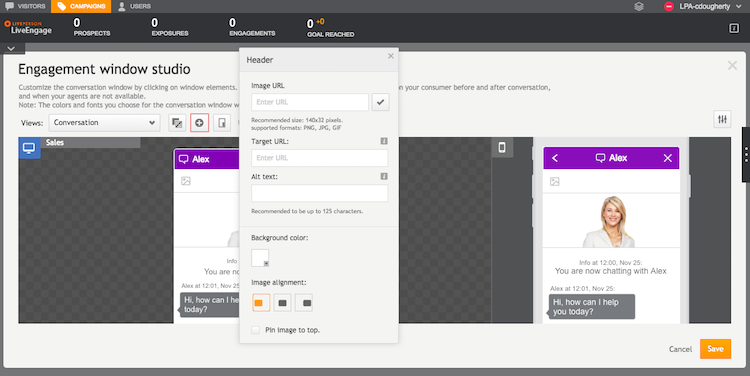 VISITORS CAMPAIGNS USERS LPA-cdougherty
LIVEPERSON
LiveEngage
0 0 0 0 +0
PROSPECTS EXPOSURES ENGAGEMENTS GOAL REACHED
Engagement window studio
Customize the conversation window by clicking on window elements.
on your consumer before and after conversation,
and when your agents are not available.
Note: The colors and fonts you choose for the conversation window w
Views: Conversation
Sales
Alex
Info
You are now
Alex at 12:01, Nov 25:
Hi, how can I he
today?
Header
Image URL
Enter URL
Recommended size: 140x32 pixels.
supported formats: PNG, JPG, GIF
Target URL:
Enter URL
Alt text:
Recommended to be up to 125 characters.
Background color:
Image alignment:
Pin image to top.
Alex
Info at 12:00, Nov 25:
You are now chatting with Alex
Alex at 12:01, Nov 25:
Hi, how can I help
you today?
Cancel Save